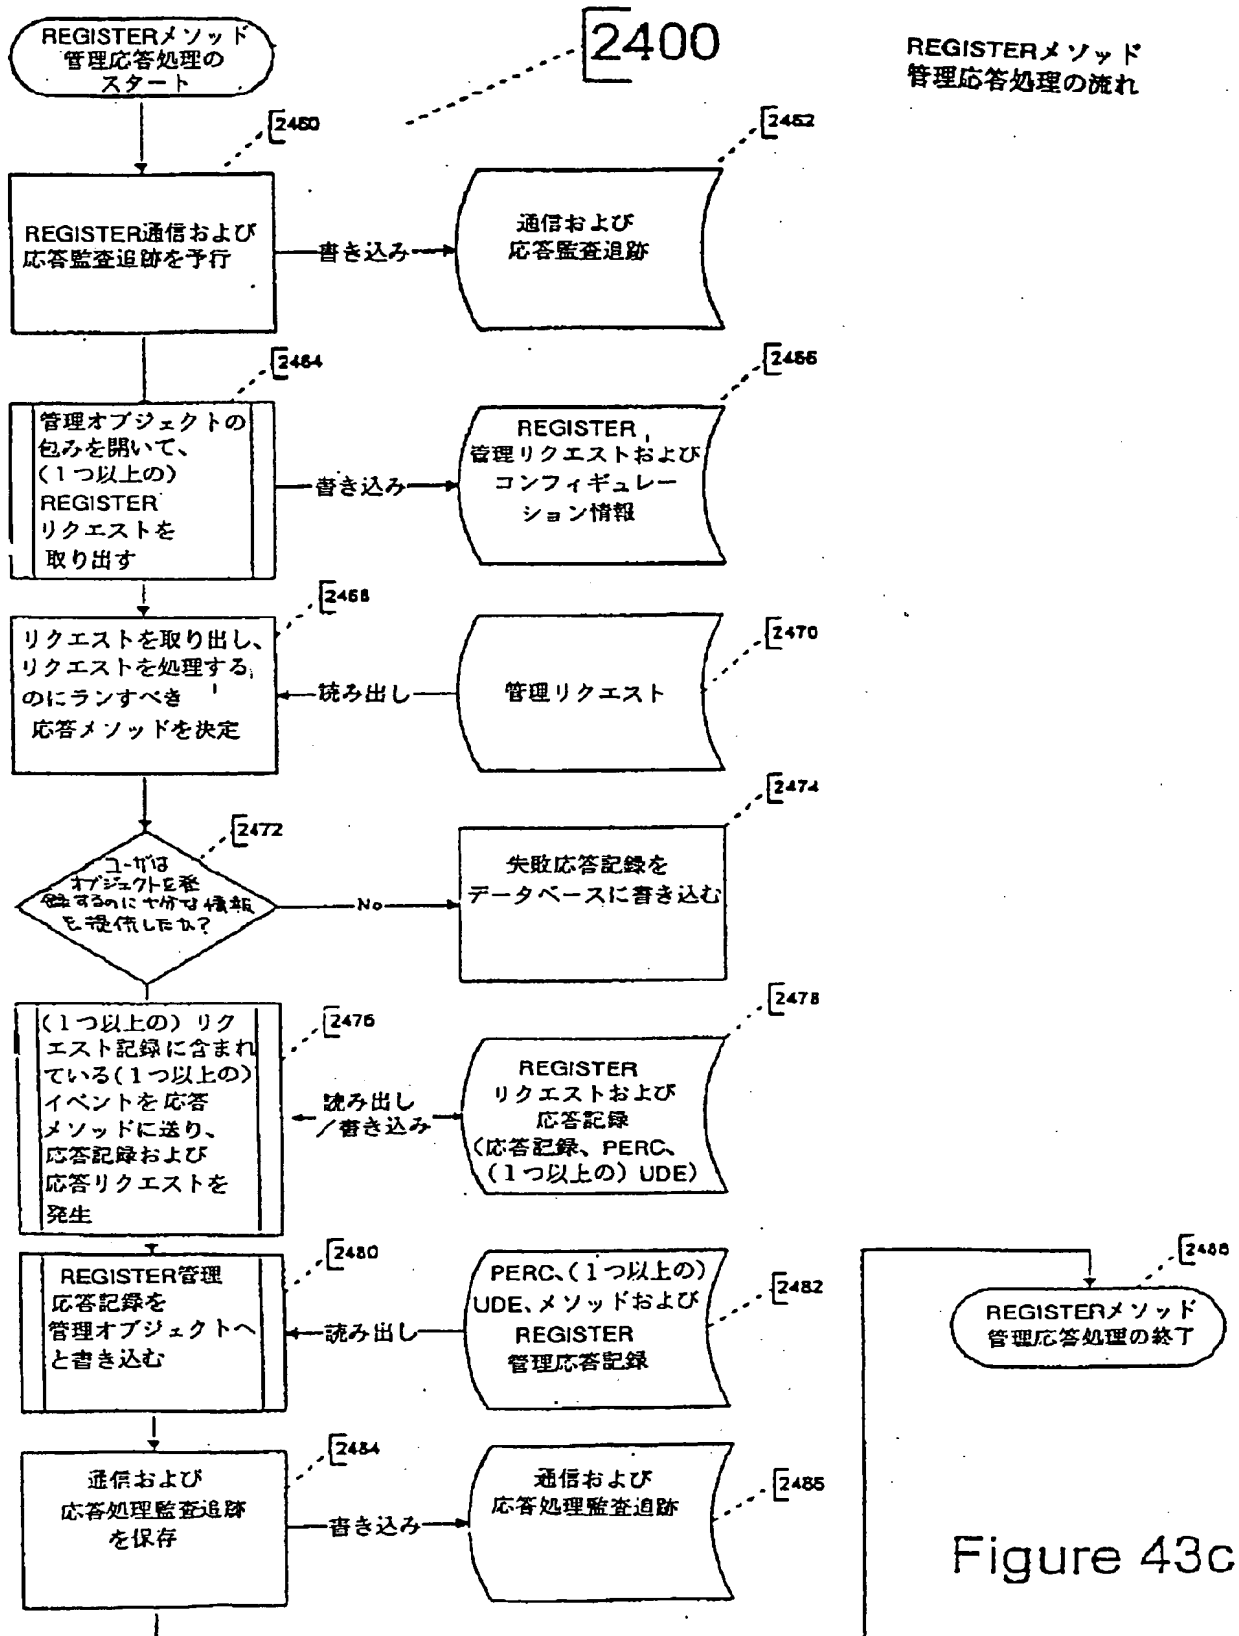 REGISTERメソッド
管理応答処理の
スタート
2400
REGISTERメソッド
管理応答処理の流れ
2460
2462
REGISTER通信および
応答監査追跡を予行
書き込み
通信および
応答監査追跡
2464
2466
管理オブジェクトの
包みを開いて、
(1つ以上の)
REGISTER
リクエストを
取り出す
書き込み
REGISTER
管理リクエストおよび
コンフィギュレー
ション情報
2468
2470
リクエストを取り出し、
リクエストを処理する
のにランすべき
応答メソッドを決定
読み出し
管理リクエスト
2472
2474
ユーザは
オブジェクトを登
録するのに十分な情報
を提供したか?
No
失敗応答記録を
データベースに書き込む
2476
2478
(1つ以上の)リク
エスト記録に含まれ
ている(1つ以上の)
イベントを応答
メソッドに送り、
応答記録および
応答リクエストを
発生
読み出し
/書き込み
REGISTER
リクエストおよび
応答記録
(応答記録、PERC、
(1つ以上の)UDE)
2480
2482
REGISTER管理
応答記録を
管理オブジェクトへ
と書き込む
読み出し
PERC、(1つ以上の)
UDE、メソッドおよび
REGISTER
管理応答記録
2488
REGISTERメソッド
管理応答処理の終了
2484
2486
通信および
応答処理監査追跡
を保存
書き込み
通信および
応答処理監査追跡
Figure 43c